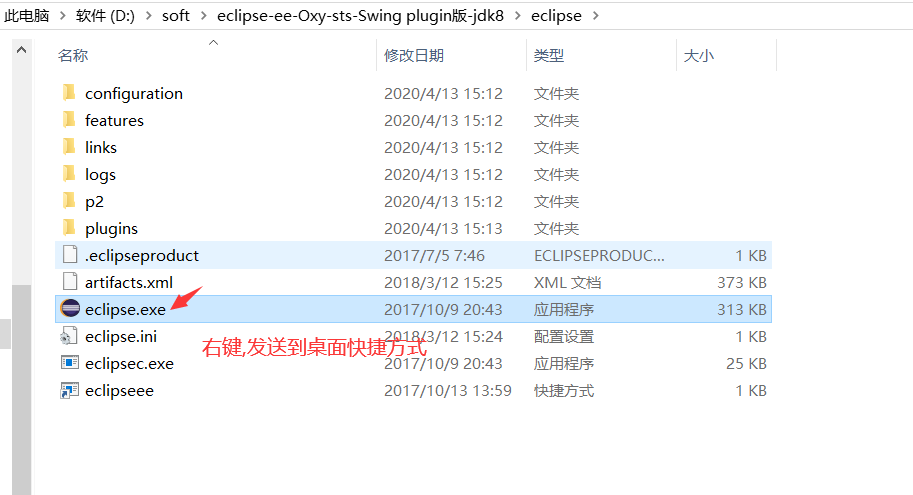 此电脑 > 软件 (D:) > soft > eclipse-ee-Oxy-sts-Swing plugin版-jdk8 > eclipse >
名称 修改日期 类型 大小
configuration 2020/4/13 15:12 文件夹
features 2020/4/13 15:12 文件夹
links 2020/4/13 15:12 文件夹
logs 2020/4/13 15:12 文件夹
p2 2020/4/13 15:12 文件夹
plugins 2020/4/13 15:13 文件夹
.eclipseproduct 2017/7/5 7:46 ECLIPSEPRODUC... 1 KB
artifacts.xml 2018/3/12 15:25 XML 文档 373 KB
eclipse.exe 2017/10/9 20:43 应用程序 313 KB
eclipse.ini 2018/3/12 15:24 配置设置 1 KB
右键,发送到桌面快捷方式
eclipsec.exe 2017/10/9 20:43 应用程序 25 KB
eclipseee 2017/10/13 13:59 快捷方式 1 KB